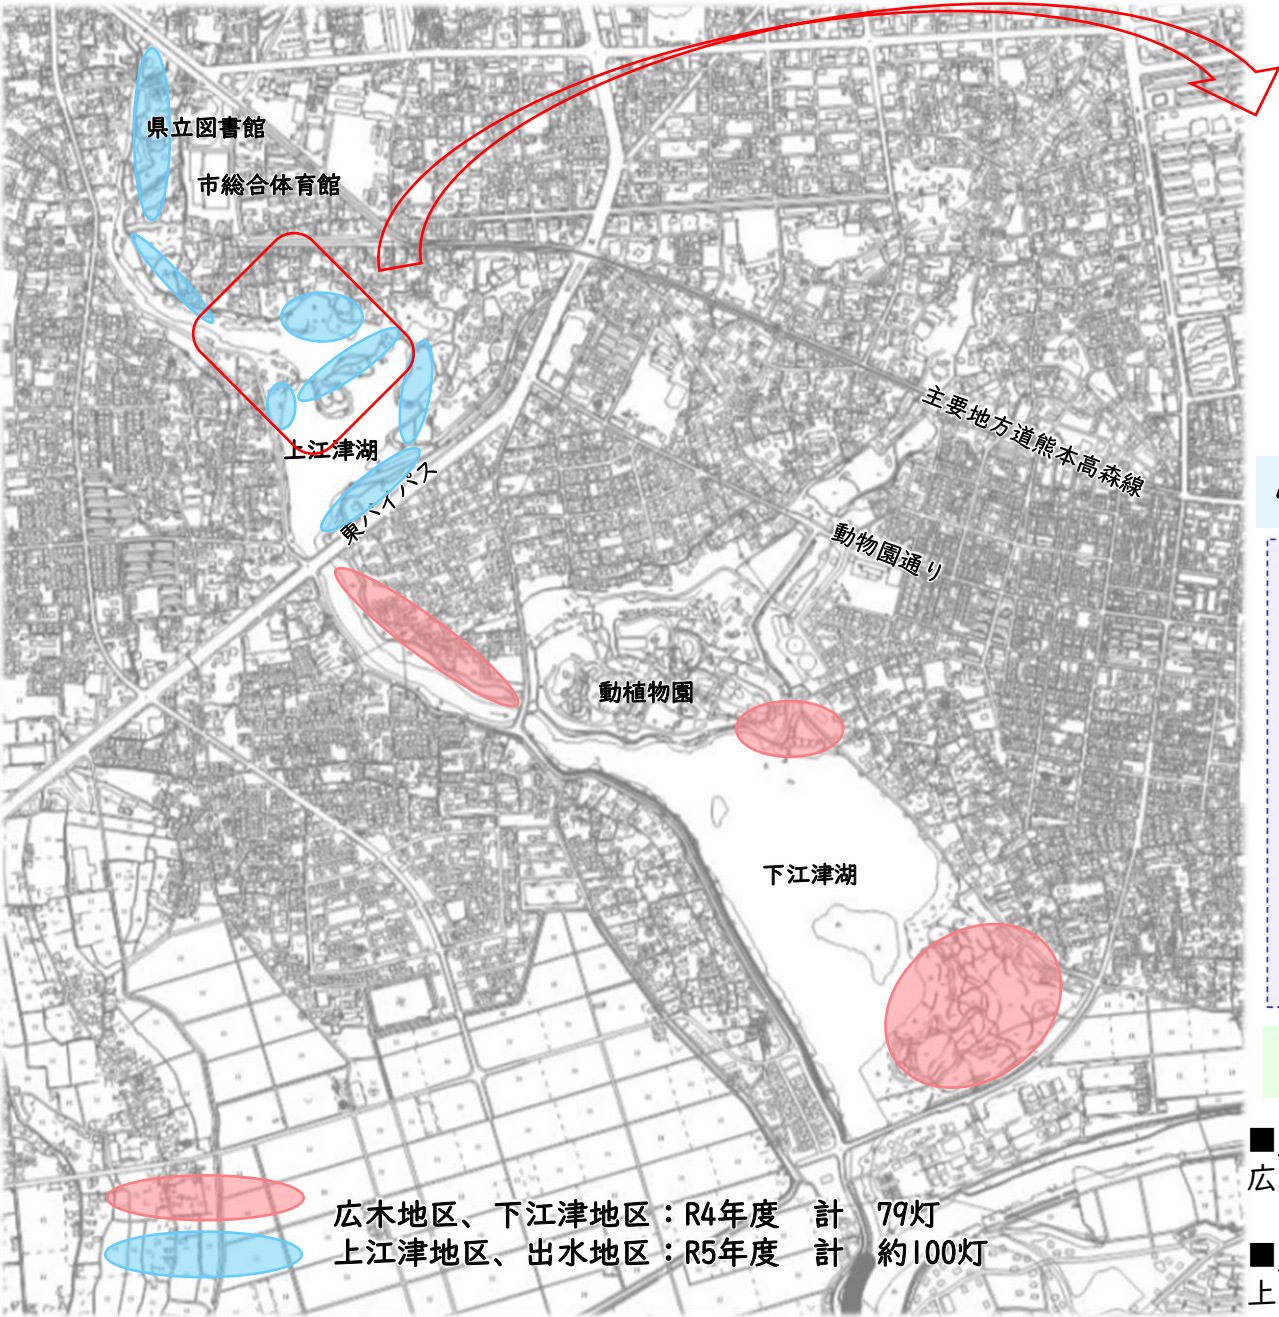 県立図書館
市総合体育館
主要地方道熊本高森線
上江津湖
東バイパス
動物園通り
動植物園
下江津湖
■
広
広木地区、下江津地区：R4年度　計　79灯
上江津地区、出水地区：R5年度　計　約100灯
■
上